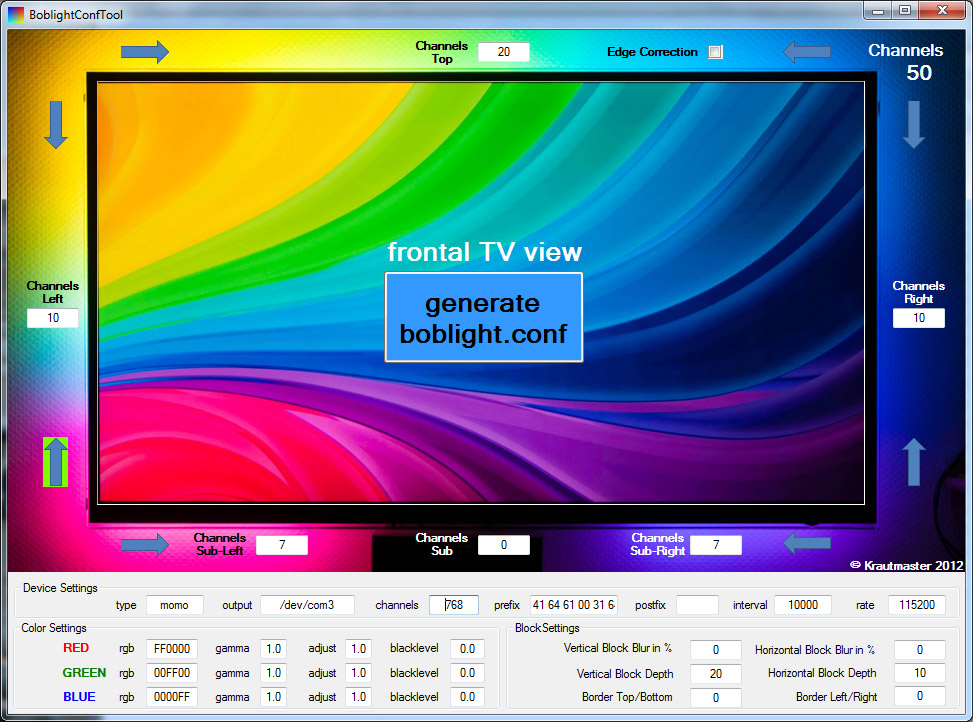 BoblightConfTool
Channels
Top
20
Edge Correction
Channels
50
Channels
Left
10
frontal TV view
generate
boblight.conf
Channels
Right
10
Channels
Sub-Left
7
Channels
Sub
0
Channels
Sub-Right
7
© Krautmaster 2012
Device Settings
type momo output /dev/com3 channels 768 prefix 41 64 61 00 31 6 postfix interval 10000 rate 115200
Color Settings
RED rgb FF0000 gamma 1.0 adjust 1.0 blacklevel 0.0
GREEN rgb 00FF00 gamma 1.0 adjust 1.0 blacklevel 0.0
BLUE rgb 0000FF gamma 1.0 adjust 1.0 blacklevel 0.0
BlockSettings
Vertical Block Blur in % 0 Horizontal Block Blur in % 0
Vertical Block Depth 20 Horizontal Block Depth 10
Border Top/Bottom 0 Border Left/Right 0